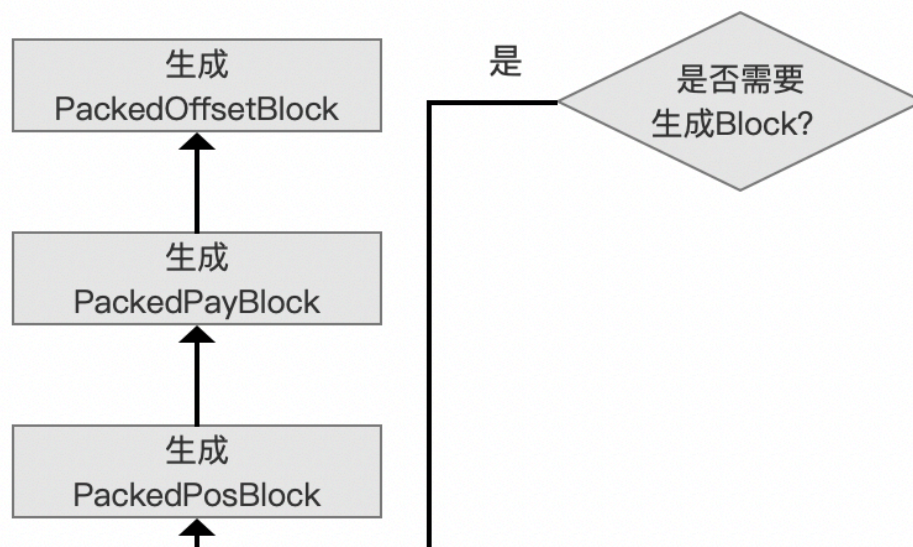 生成
PackedOffsetBlock
生成
PackedPayBlock
生成
PackedPosBlock
是
是否需要
生成Block?